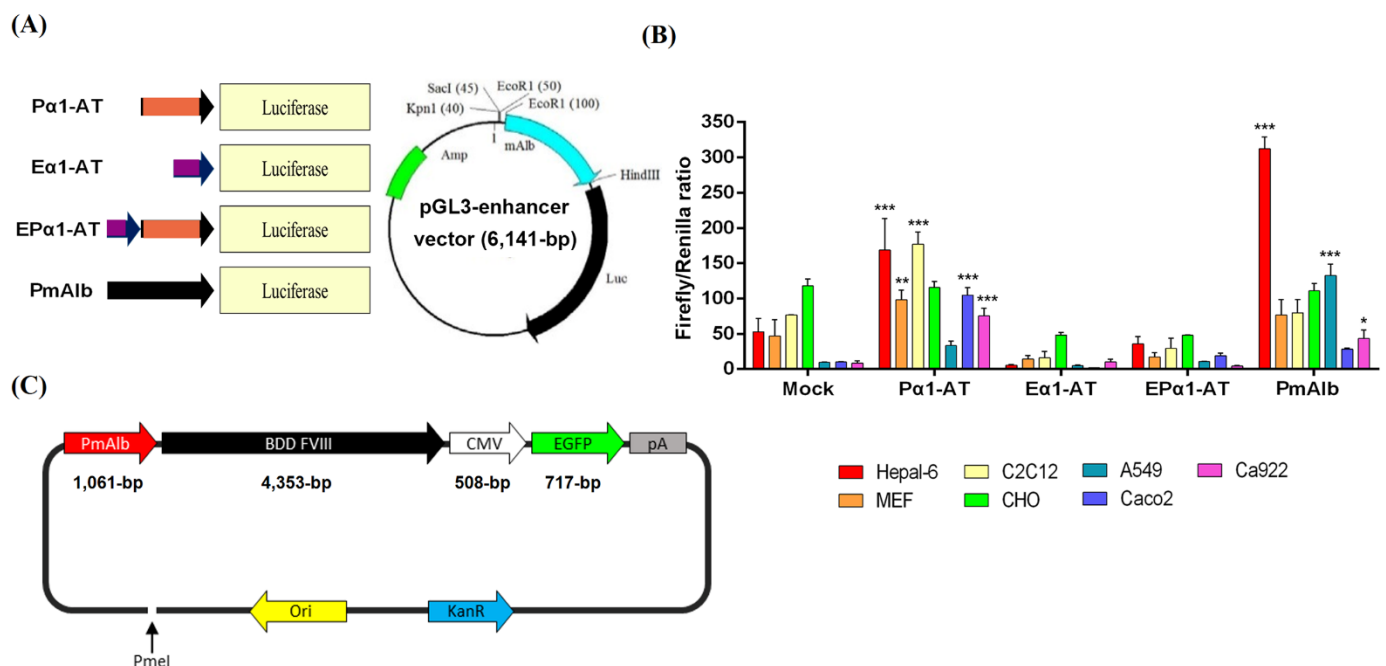 (A)
Pα1-AT
Luciferase
Eα1-AT
Luciferase
EPα1-AT
Luciferase
PmAlb
Luciferase
SacI (45)
EcoR1 (50)
Kpn1 (40)
EcoR1 (100)
1
mAlb
Amp
HindIII
pGL3-enhancer
vector (6,141-bp)
Luc
(B)
Firefly/Renilla ratio
350
300
250
200
150
100
50
0
***
**
***
***
***
***
***
*
Mock
Pα1-AT
Eα1-AT
EPα1-AT
PmAlb
Hepal-6
C2C12
A549
Ca922
MEF
CHO
Caco2
(C)
PmAlb
BDD FVIII
CMV
EGFP
pA
1,061-bp
4,353-bp
508-bp
717-bp
Ori
KanR
PmeI